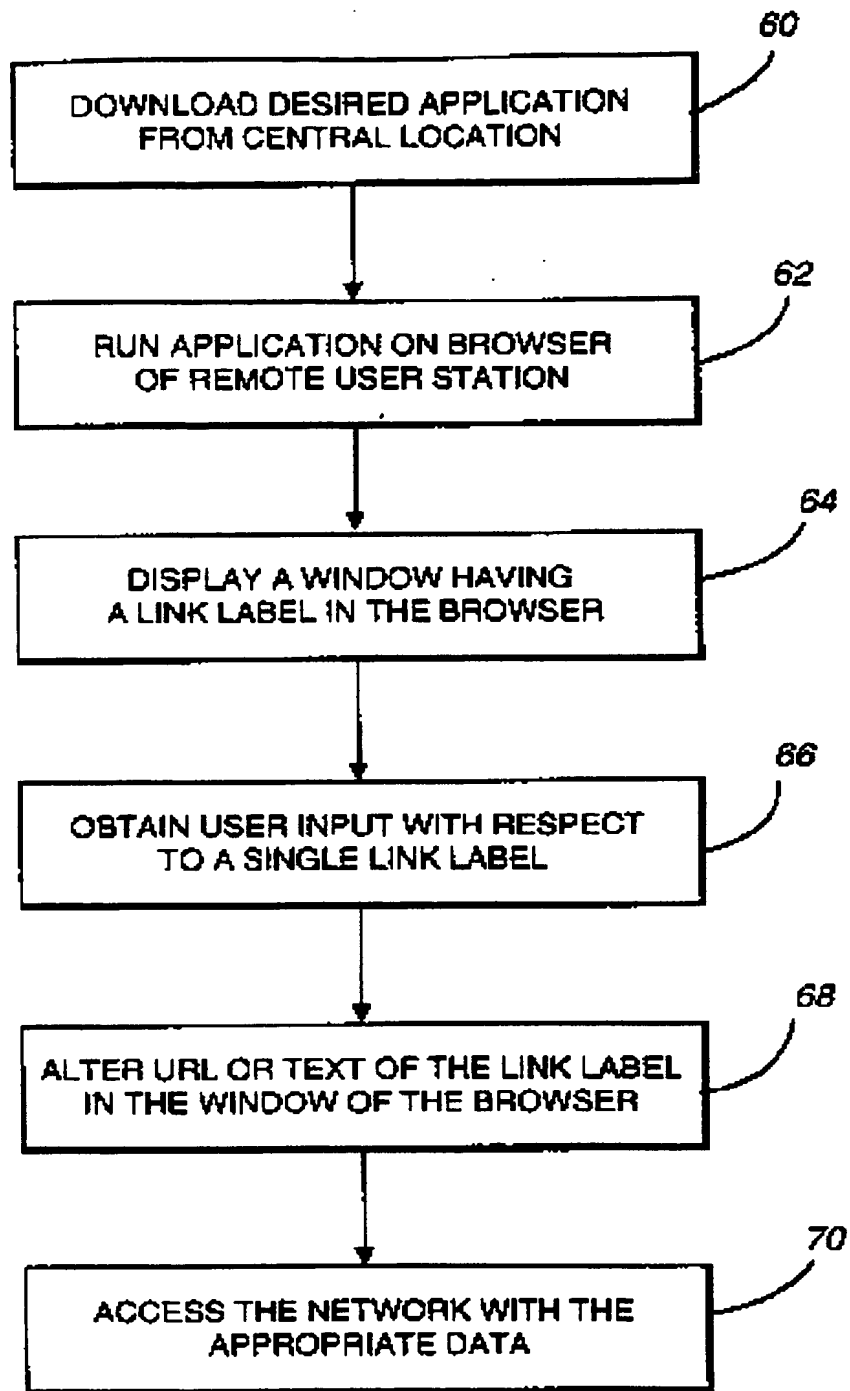 60
DOWNLOAD DESIRED APPLICATION
FROM CENTRAL LOCATION
62
RUN APPLICATION ON BROWSER
OF REMOTE USER STATION
64
DISPLAY A WINDOW HAVING
A LINK LABEL IN THE BROWSER
66
OBTAIN USER INPUT WITH RESPECT
TO A SINGLE LINK LABEL
68
ALTER URL OR TEXT OF THE LINK LABEL
IN THE WINDOW OF THE BROWSER
70
ACCESS THE NETWORK WITH THE
APPROPRIATE DATA